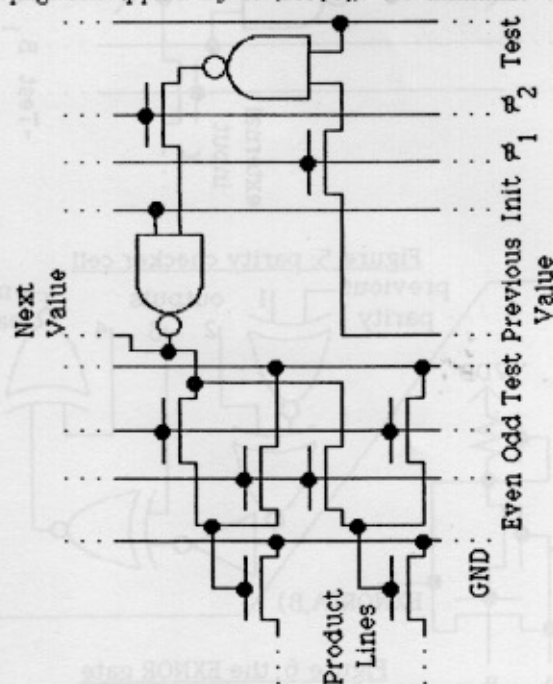 Next
Value
Product
Lines
GND
Even Odd Test Previous Init ø1 ø2 Test
Value